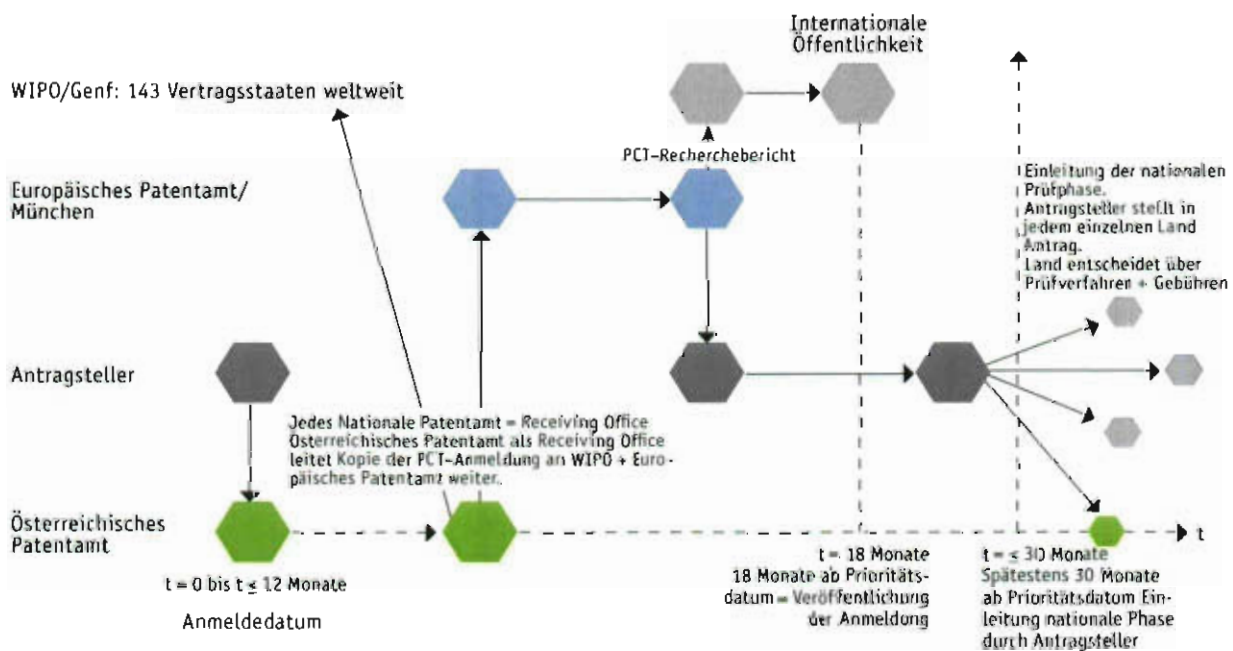 Internationale
Öffentlichkeit
WIPO/Genf: 143 Vertragsstaaten weltweit
PCT-Recherchebericht
Europäisches Patentamt/
München
Einleitung der nationalen
Prüfphase.
Antragsteller stellt in
jedem einzelnen Land
Antrag.
Land entscheidet über
Prüfverfahren + Gebühren
Antragsteller
Jedes Nationale Patentamt = Receiving Office
Österreichisches Patentamt als Receiving Office
leitet Kopie der PCT-Anmeldung an WIPO + Euro-
päisches Patentamt weiter.
Österreichisches
Patentamt
t
t = 0 bis t ≤ 12 Monate
Anmeldedatum
t = 18 Monate
18 Monate ab Prioritäts-
datum = Veröffentlichung
der Anmeldung
t = ≤ 30 Monate
Spätestens 30 Monate
ab Prioritätsdatom Ein-
leitung nationale Phase
durch Antragsteller